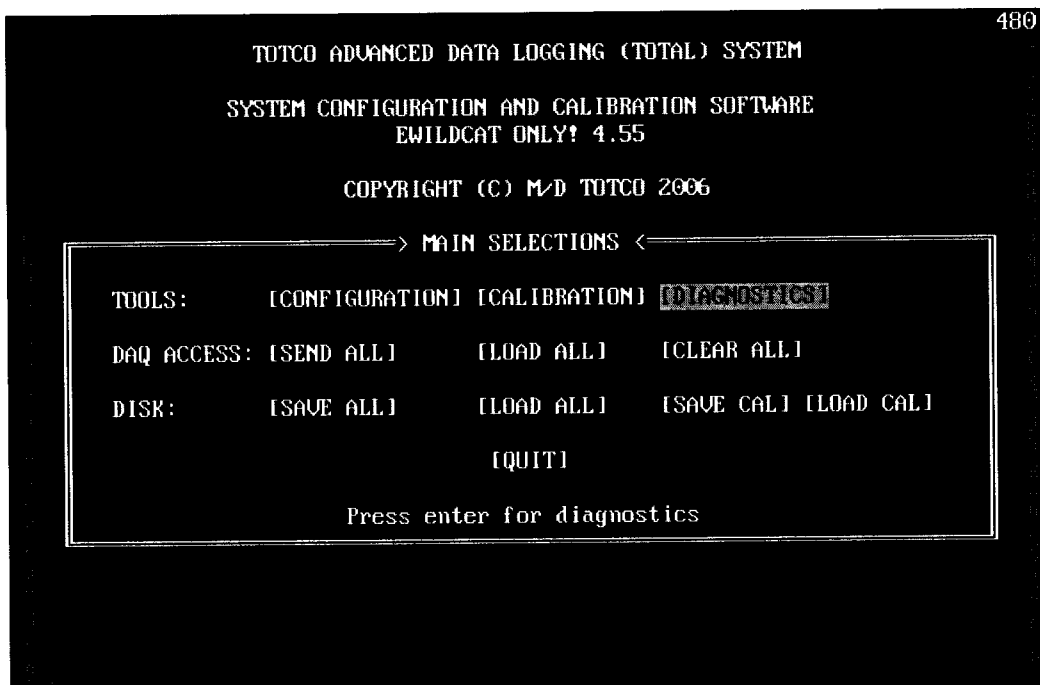 480
TOTCO ADVANCED DATA LOGGING (TOTAL) SYSTEM
SYSTEM CONFIGURATION AND CALIBRATION SOFTWARE
EWILDCAT ONLY! 4.55
COPYRIGHT (C) M/D TOTCO 2006
=> MAIN SELECTIONS <=
TOOLS: [CONFIGURATION] [CALIBRATION] [DIAGNOSTICS]
DAQ ACCESS: [SEND ALL] [LOAD ALL] [CLEAR ALL]
DISK: [SAVE ALL] [LOAD ALL] [SAVE CAL] [LOAD CAL]
[QUIT]
Press enter for diagnostics